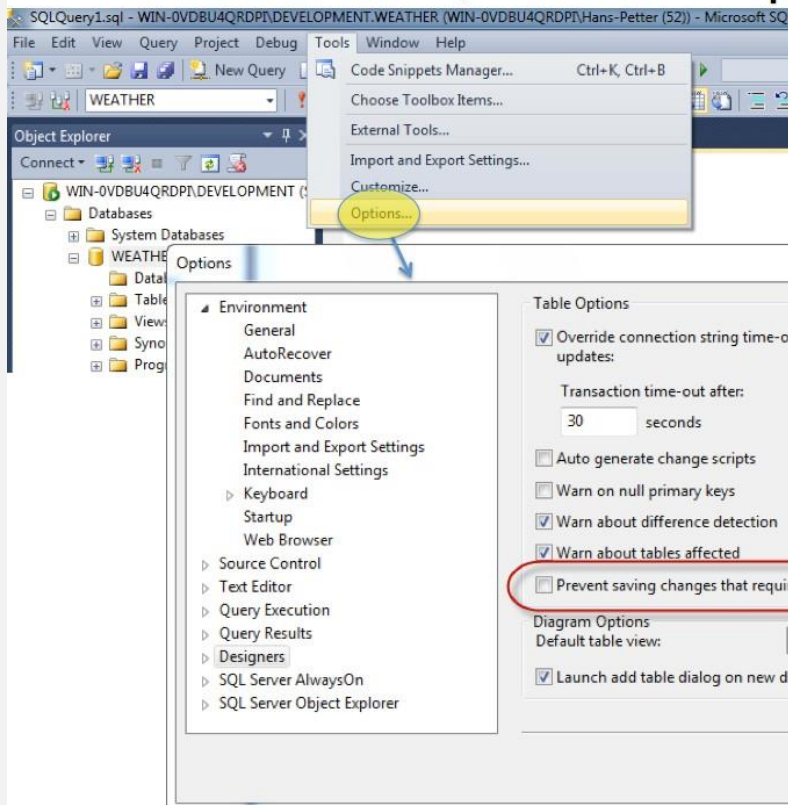 SQLQuery1.sql - WIN-0VDBU4QRDPI\DEVELOPMENT.WEATHER (WIN-0VDBU4QRDPI\Hans-Petter (52)) - Microsoft SQ
File Edit View Query Project Debug Tools Window Help
New Query
Code Snippets Manager... Ctrl+K, Ctrl+B
WEATHER
Choose Toolbox Items...
Object Explorer
External Tools...
Connect
Import and Export Settings...
WIN-0VDBU4QRDPI\DEVELOPMENT (
Customize...
Databases
Options...
System Databases
WEATHE
Options
Table
View
Syno
Prog
Environment
General
AutoRecover
Documents
Find and Replace
Fonts and Colors
Import and Export Settings
International Settings
Keyboard
Startup
Web Browser
Source Control
Text Editor
Query Execution
Query Results
Designers
SQL Server AlwaysOn
SQL Server Object Explorer
Table Options
Override connection string time-o
updates:
Transaction time-out after:
30 seconds
Auto generate change scripts
Warn on null primary keys
Warn about difference detection
Warn about tables affected
Prevent saving changes that requi
Diagram Options
Default table view:
Launch add table dialog on new d